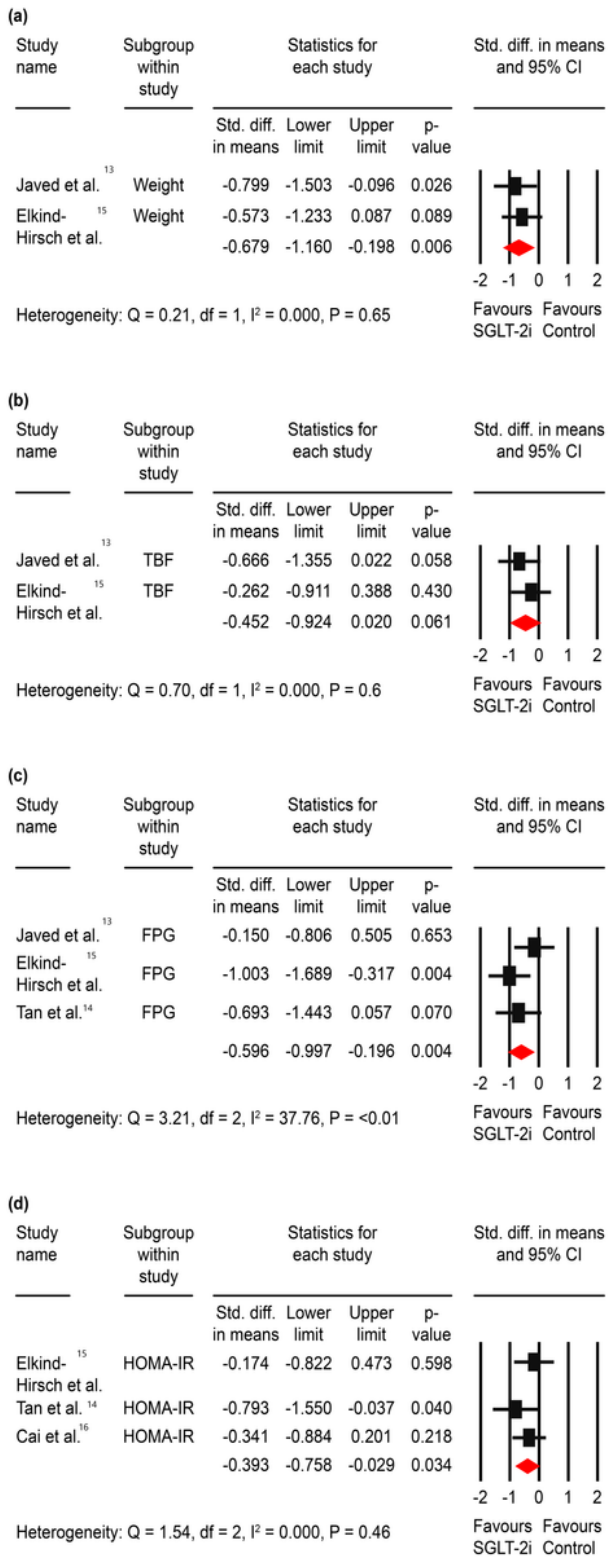 (a)
Study Subgroup Statistics for Std. diff. in means
name within each study and 95% CI
study
Std. diff. Lower Upper p-
in means limit limit value
Javed et al. 13 Weight -0.799 -1.503 -0.096 0.026
Elkind- 15 Weight -0.573 -1.233 0.087 0.089
Hirsch et al. -0.679 -1.160 -0.198 0.006
-2 -1 0 1 2
Heterogeneity: Q = 0.21, df = 1, I² = 0.000, P = 0.65 Favours Favours
SGLT-2i Control
(b)
Study Subgroup Statistics for Std. diff. in means
name within each study and 95% CI
study
Std. diff. Lower Upper p-
in means limit limit value
Javed et al. 13 TBF -0.666 -1.355 0.022 0.058
Elkind- 15 TBF -0.262 -0.911 0.388 0.430
Hirsch et al. -0.452 -0.924 0.020 0.061
-2 -1 0 1 2
Heterogeneity: Q = 0.70, df = 1, I² = 0.000, P = 0.6 Favours Favours
SGLT-2i Control
(c)
Study Subgroup Statistics for Std. diff. in means
name within each study and 95% CI
study
Std. diff. Lower Upper p-
in means limit limit value
Javed et al. 13 FPG -0.150 -0.806 0.505 0.653
Elkind- 15 FPG -1.003 -1.689 -0.317 0.004
Hirsch et al.
Tan et al.14 FPG -0.693 -1.443 0.057 0.070
-0.596 -0.997 -0.196 0.004
-2 -1 0 1 2
Heterogeneity: Q = 3.21, df = 2, I² = 37.76, P = <0.01 Favours Favours
SGLT-2i Control
(d)
Study Subgroup Statistics for Std. diff. in means
name within each study and 95% CI
study
Std. diff. Lower Upper p-
in means limit limit value
Elkind- 15 HOMA-IR -0.174 -0.822 0.473 0.598
Hirsch et al.
Tan et al. 14 HOMA-IR -0.793 -1.550 -0.037 0.040
Cai et al.16 HOMA-IR -0.341 -0.884 0.201 0.218
-0.393 -0.758 -0.029 0.034
-2 -1 0 1 2
Heterogeneity: Q = 1.54, df = 2, I² = 0.000, P = 0.46 Favours Favours
SGLT-2i Control